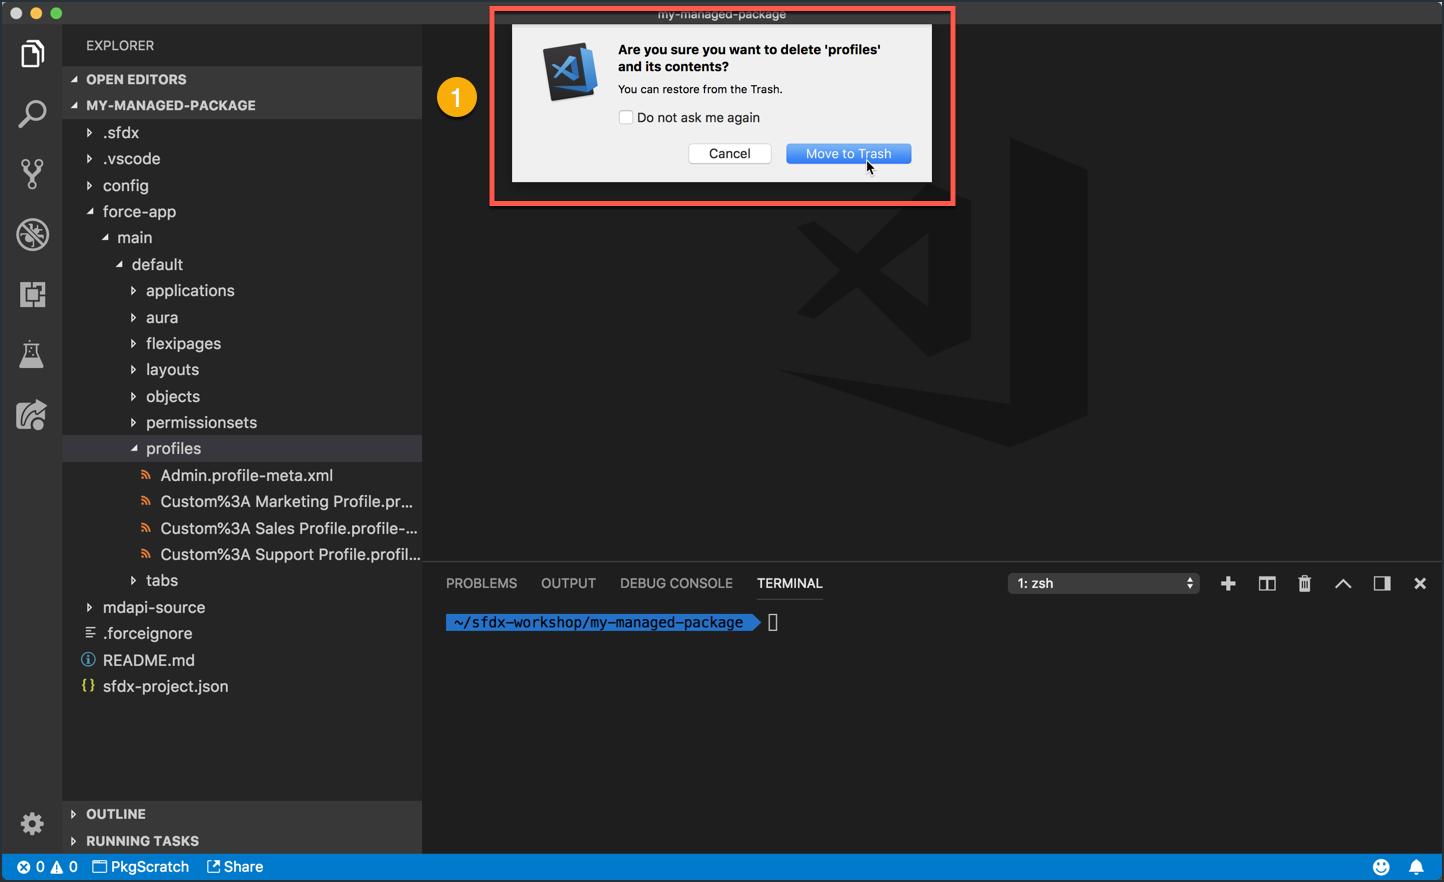 my-managed-package
EXPLORER
OPEN EDITORS
MY-MANAGED-PACKAGE
.sfdx
.vscode
config
force-app
main
default
applications
aura
flexipages
layouts
objects
permissionsets
profiles
Admin.profile-meta.xml
Custom%3A Marketing Profile.pr...
Custom%3A Sales Profile.profile-...
Custom%3A Support Profile.profil...
tabs
mdapi-source
.forceignore
README.md
sfdx-project.json
OUTLINE
RUNNING TASKS
1
Are you sure you want to delete 'profiles'
and its contents?
You can restore from the Trash.
Do not ask me again
Cancel Move to Trash
PROBLEMS OUTPUT DEBUG CONSOLE TERMINAL 1: zsh
~/sfdx-workshop/my-managed-package
0 0 PkgScratch Share